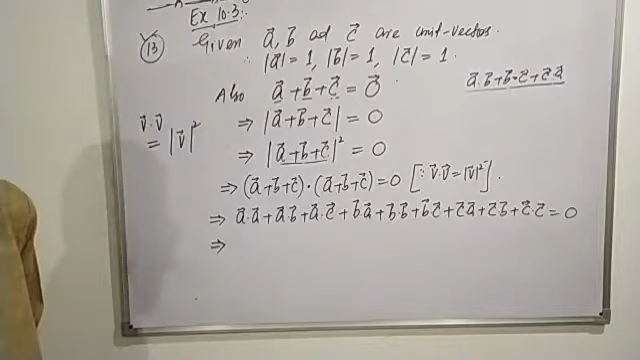 Ex 10.3:
(13) Given a⃗, b⃗ ad c⃗ are unit-vectors.
∴ |a⃗| = 1, |b⃗| = 1, |c⃗| = 1.
Also a⃗ + b⃗ + c⃗ = 0⃗
a⃗.b⃗ + b⃗.c⃗ + c⃗.a⃗
⇒ |a⃗+b⃗+c⃗| = 0
v⃗.v⃗ = |v⃗|²
⇒ |a⃗+b⃗+c⃗|² = 0
⇒ (a⃗+b⃗+c⃗)·(a⃗+b⃗+c⃗) = 0 [∵ v⃗.v⃗ = |v⃗|²].
⇒ a⃗.a⃗ + a⃗.b⃗ + a⃗.c⃗ + b⃗.a⃗ + b⃗.b⃗ + b⃗.c⃗ + c⃗.a⃗ + c⃗.b⃗ + c⃗.c⃗ = 0
⇒